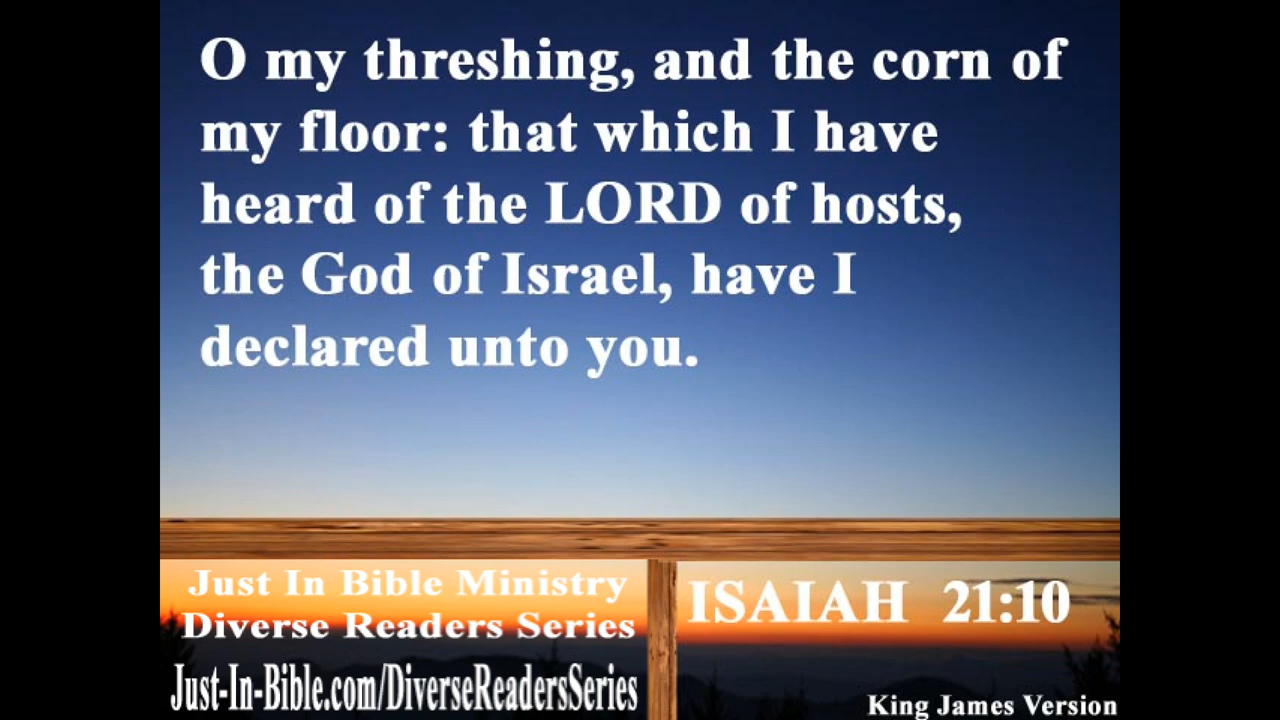 O my threshing, and the corn of
my floor: that which I have
heard of the LORD of hosts,
the God of Israel, have I
declared unto you.
Just In Bible Ministry
Diverse Readers Series
Just-In-Bible.com/DiverseReadersSeries
ISAIAH 21:10
King James Version